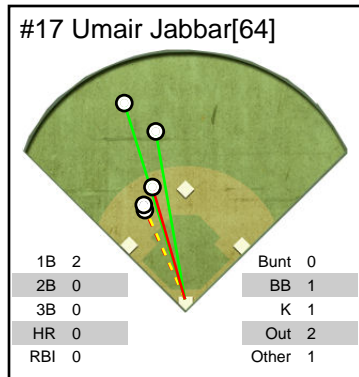 #17 Umair Jabbar[64]
1B 2 Bunt 0
2B 0 BB 1
3B 0 K 1
HR 0 Out 2
RBI 0 Other 1